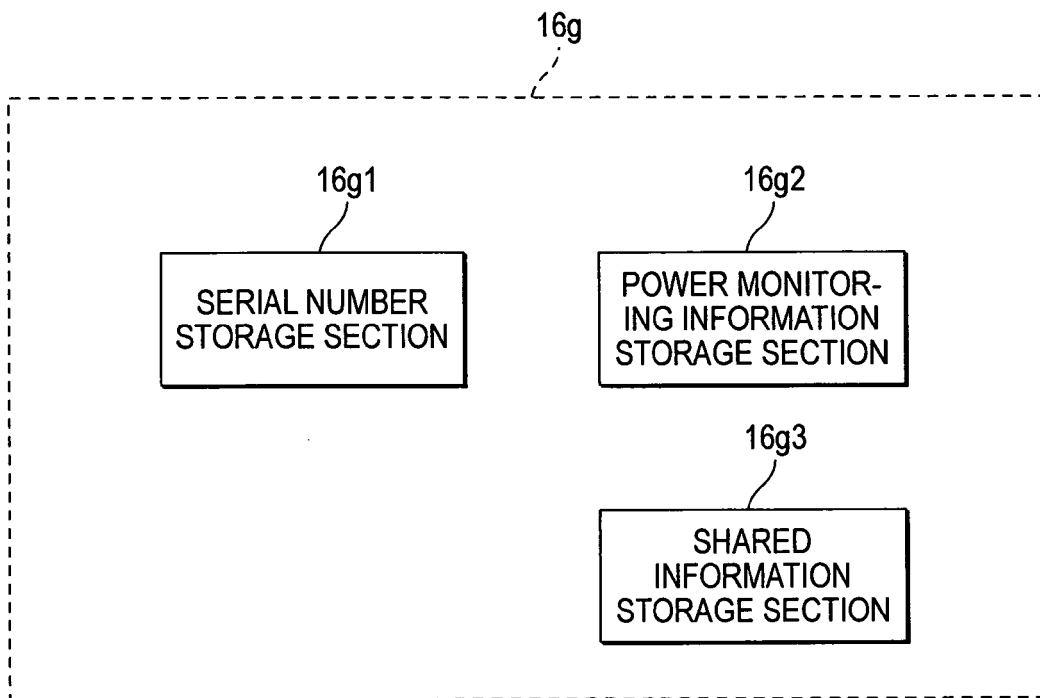 16g
16g1
SERIAL NUMBER
STORAGE SECTION
16g2
POWER MONITOR-
ING INFORMATION
STORAGE SECTION
16g3
SHARED
INFORMATION
STORAGE SECTION